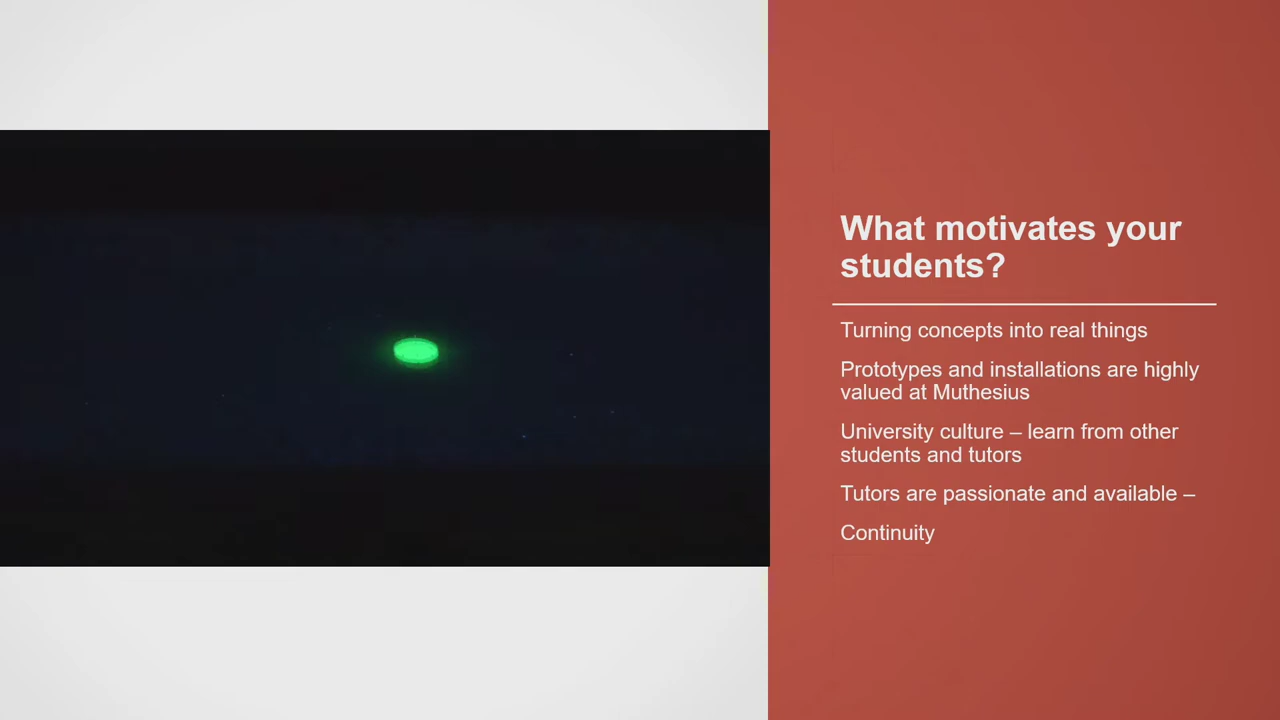 What motivates your
students?
Turning concepts into real things
Prototypes and installations are highly
valued at Muthesius
University culture – learn from other
students and tutors
Tutors are passionate and available –
Continuity